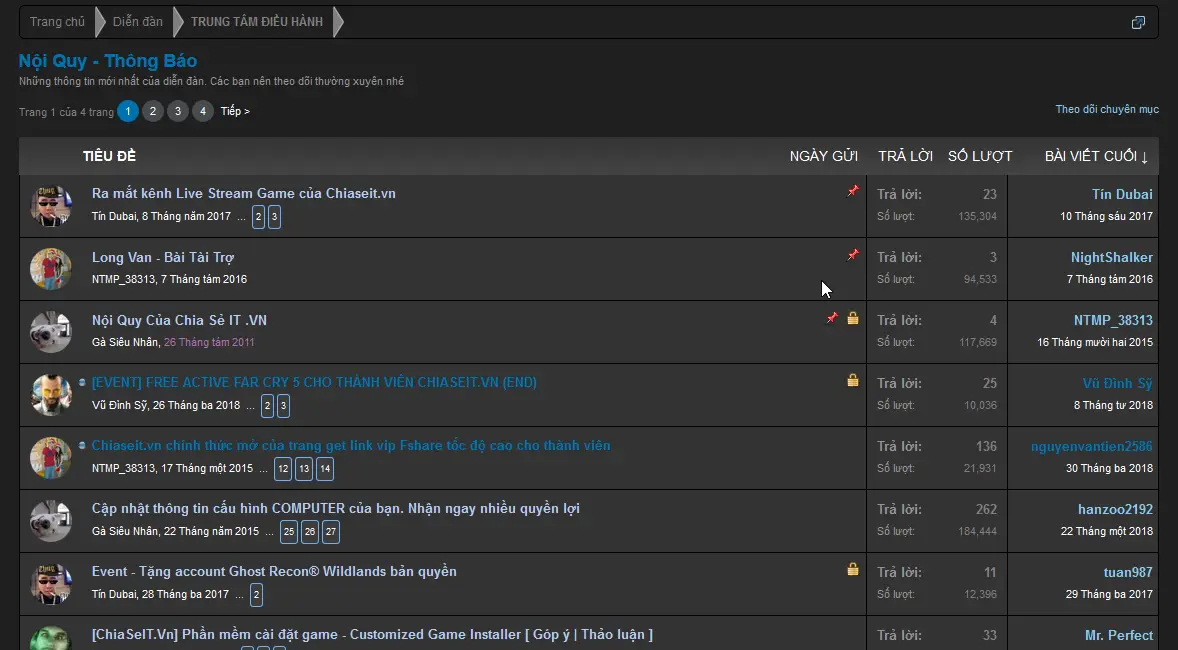 Trang chủ Diễn đàn TRUNG TÂM ĐIỀU HÀNH
Nội Quy - Thông Báo
Những thông tin mới nhất của diễn đàn. Các bạn nên theo dõi thường xuyên nhé
Trang 1 của 4 trang 1 2 3 4 Tiếp > Theo dõi chuyên mục
TIÊU ĐỀ NGÀY GỬI TRẢ LỜI SỐ LƯỢT BÀI VIẾT CUỐI ↓
Ra mắt kênh Live Stream Game của Chiaseit.vn Trả lời: 23 Tín Dubai
Tín Dubai, 8 Tháng năm 2017 ... 2 3 Số lượt: 135,304 10 Tháng sáu 2017
Long Van - Bài Tài Trợ Trả lời: 3 NightShalker
NTMP_38313, 7 Tháng tám 2016 Số lượt: 94,533 7 Tháng tám 2016
Nội Quy Của Chia Sẻ IT .VN Trả lời: 4 NTMP_38313
Gà Siêu Nhân, 26 Tháng tám 2011 Số lượt: 117,669 16 Tháng mười hai 2015
[EVENT] FREE ACTIVE FAR CRY 5 CHO THÀNH VIÊN CHIASEIT.VN (END) Trả lời: 25 Vũ Đình Sỹ
Vũ Đình Sỹ, 26 Tháng ba 2018 ... 2 3 Số lượt: 10,036 8 Tháng tư 2018
Chiaseit.vn chính thức mở của trang get link vip Fshare tốc độ cao cho thành viên Trả lời: 136 nguyenvantien2586
NTMP_38313, 17 Tháng một 2015 ... 12 13 14 Số lượt: 21,931 30 Tháng ba 2018
Cập nhật thông tin cấu hình COMPUTER của bạn. Nhận ngay nhiều quyền lợi Trả lời: 262 hanzoo2192
Gà Siêu Nhân, 22 Tháng năm 2015 ... 25 26 27 Số lượt: 184,444 22 Tháng một 2018
Event - Tặng account Ghost Recon® Wildlands bản quyền Trả lời: 11 tuan987
Tín Dubai, 28 Tháng ba 2017 ... 2 Số lượt: 12,396 29 Tháng ba 2017
[ChiaSeIT.Vn] Phần mềm cài đặt game - Customized Game Installer [ Góp ý | Thảo luận ] Trả lời: 33 Mr. Perfect